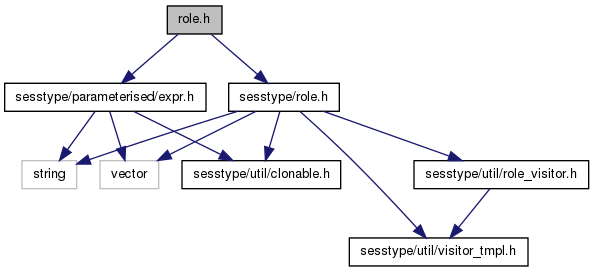 role.h
sesstype/parameterised/expr.h
sesstype/role.h
string
vector
sesstype/util/clonable.h
sesstype/util/role_visitor.h
sesstype/util/visitor_tmpl.h